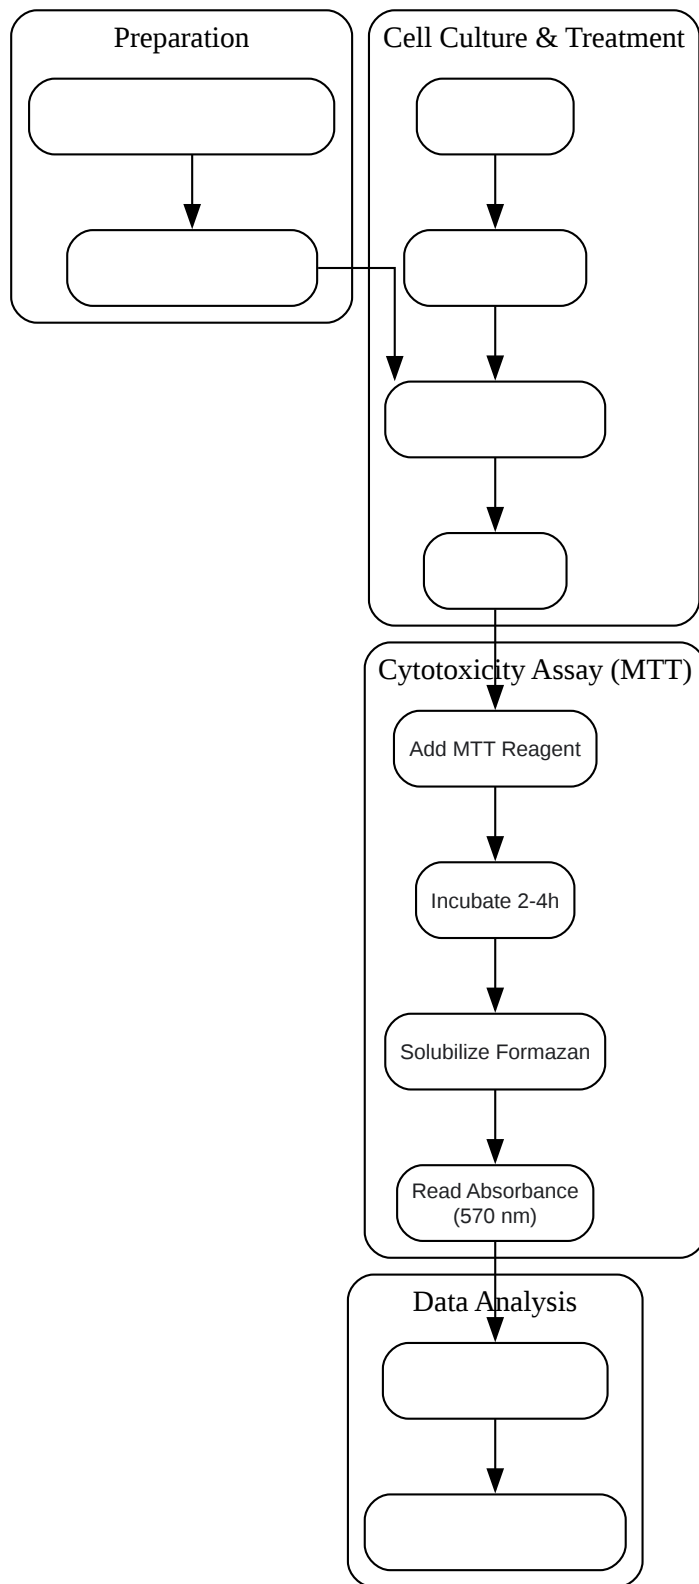 Preparation
Cell Culture & Treatment
Cytotoxicity Assay (MTT)
Add MTT Reagent
Incubate 2-4h
Solubilize Formazan
Read Absorbance
(570 nm)
Data Analysis